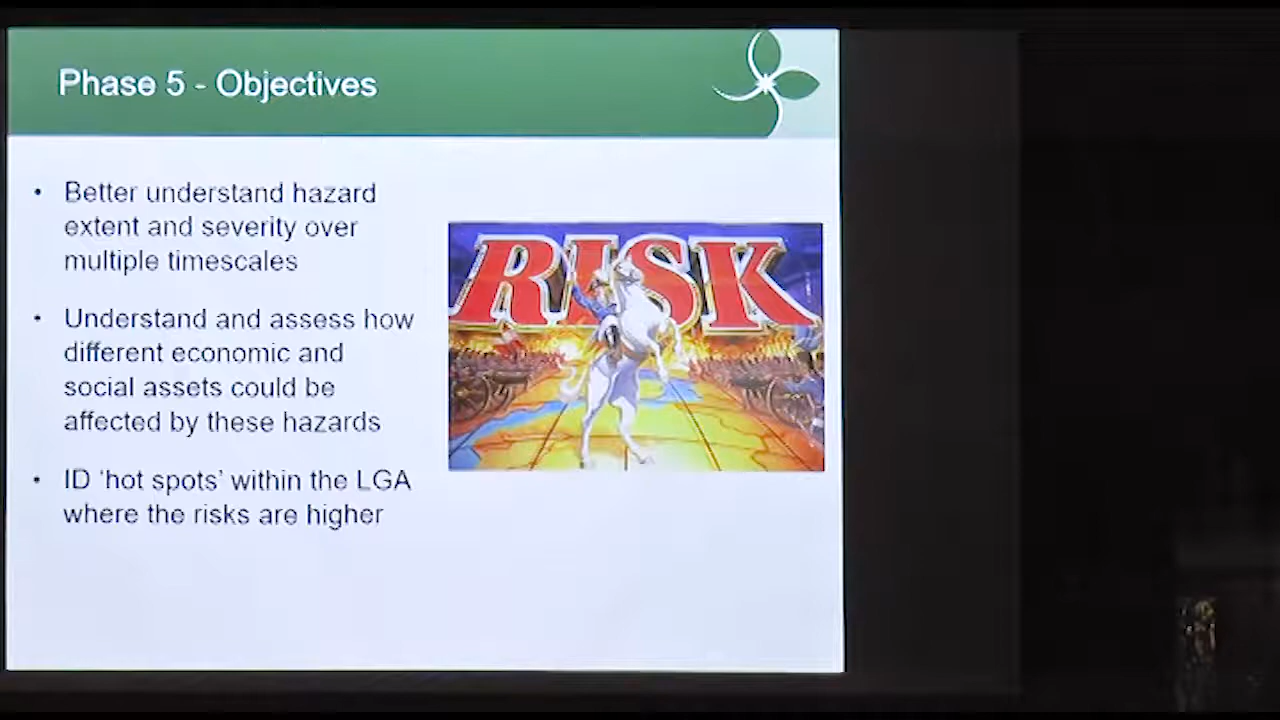 Phase 5 - Objectives
• Better understand hazard
extent and severity over
multiple timescales
• Understand and assess how
different economic and
social assets could be
affected by these hazards
• ID ‘hot spots’ within the LGA
where the risks are higher
RISK